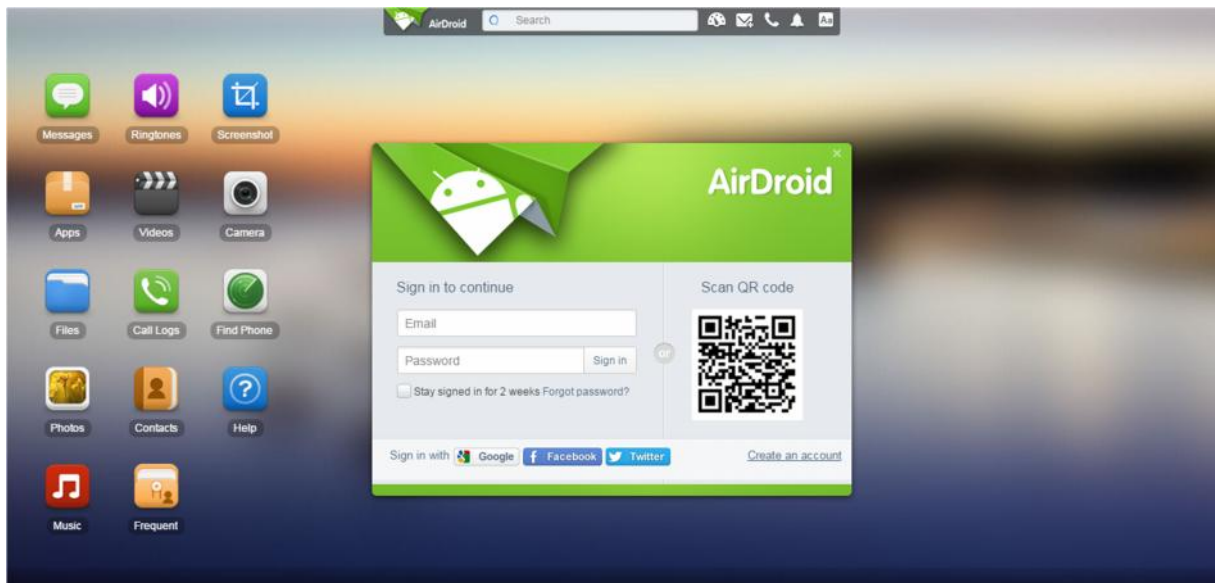 AirDroid
Search
Aa
Messages
Ringtones
Screenshot
Apps
Videos
Camera
Files
Call Logs
Find Phone
Photos
Contacts
Help
Music
Frequent
AirDroid
Sign in to continue
Email
Password
Sign in
Stay signed in for 2 weeks Forgot password?
or
Scan QR code
Sign in with Google Facebook Twitter
Create an account